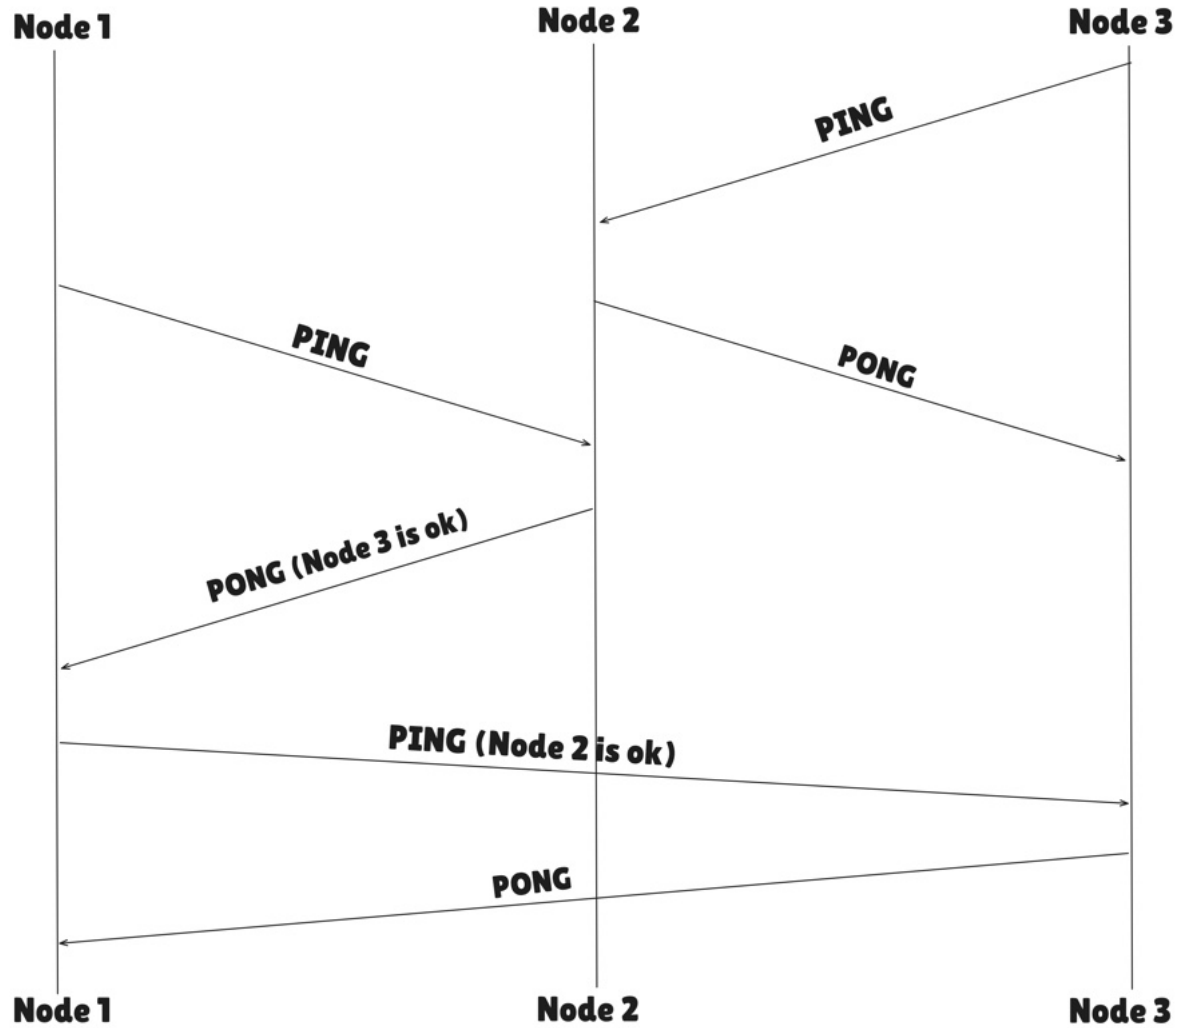 Node 1
Node 2
Node 3
PING
PING
PONG
PONG (Node 3 is ok)
PING (Node 2 is ok)
PONG
Node 1
Node 2
Node 3